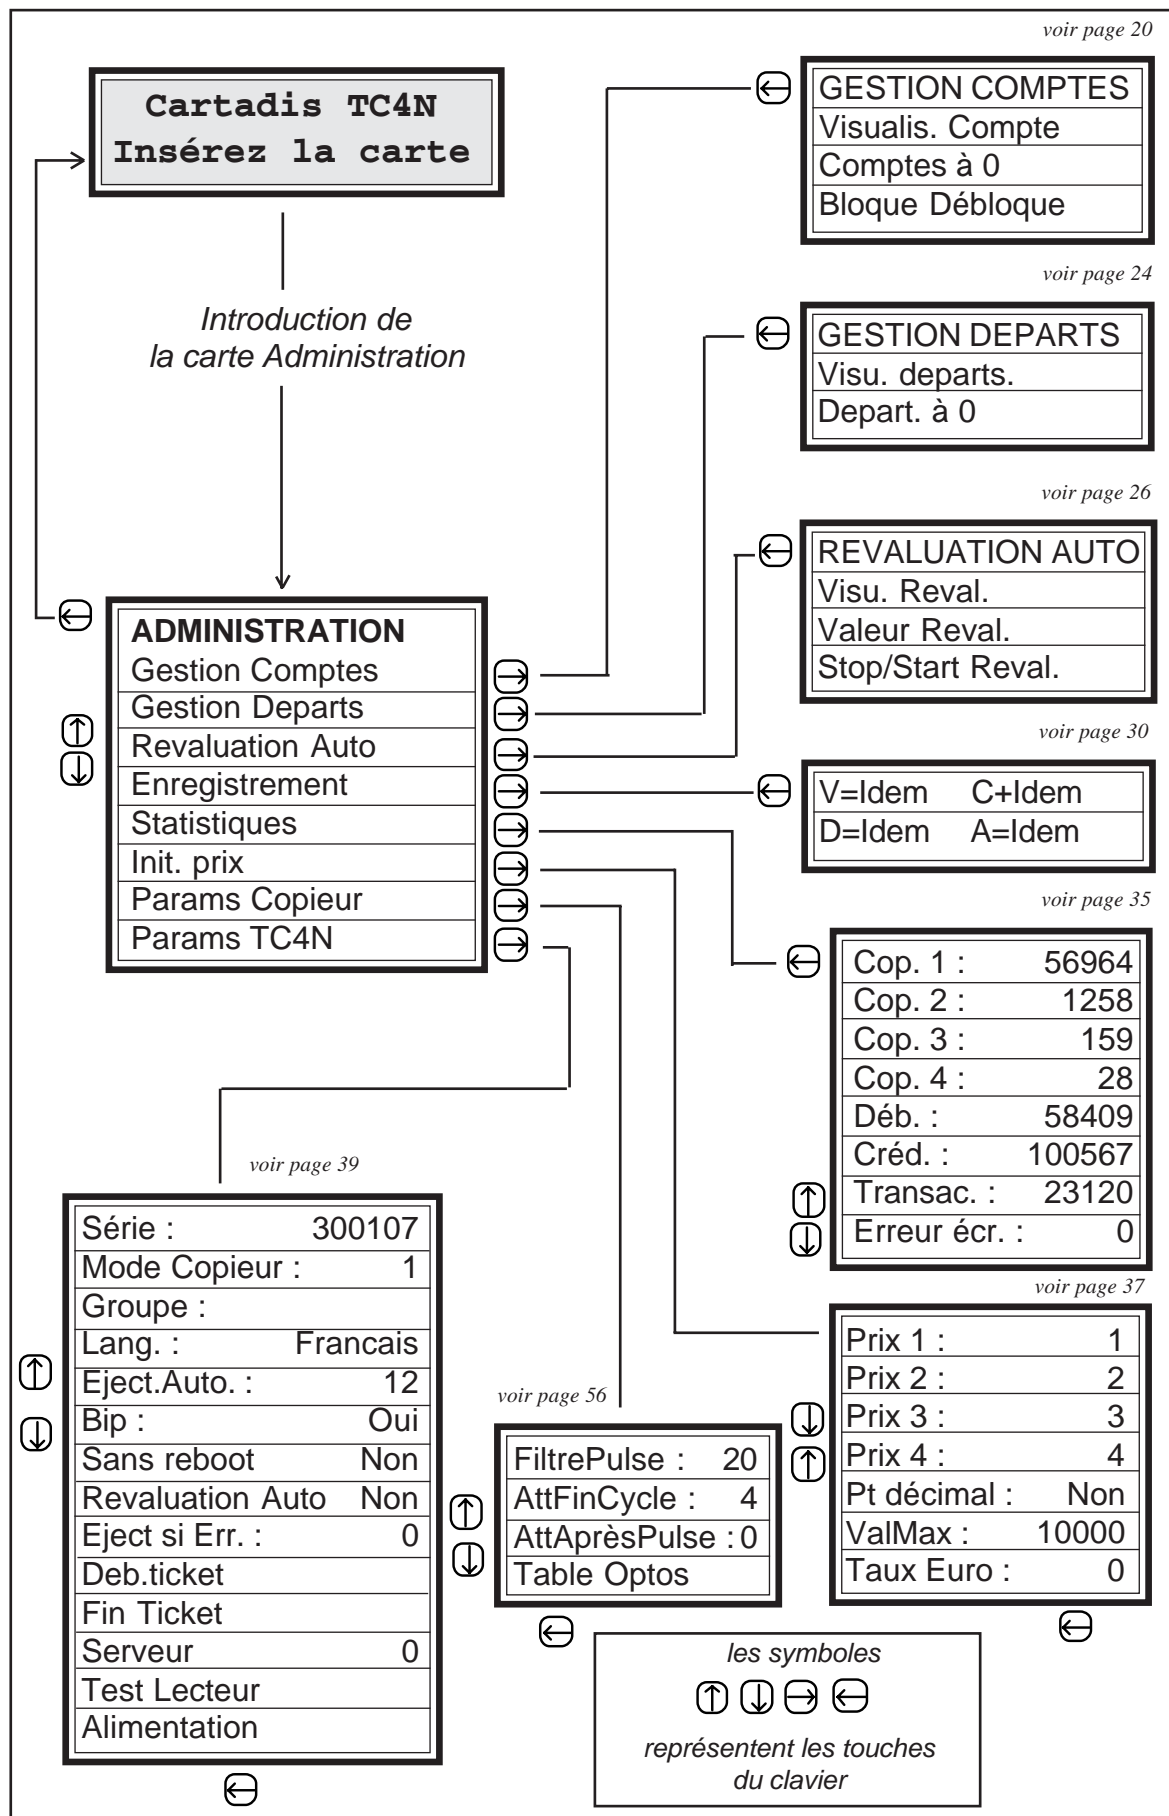 voir page 20
Cartadis TC4N
Insérez la carte
GESTION COMPTES
Visualis. Compte
Comptes à 0
Bloque Débloque
voir page 24
Introduction de
la carte Administration
GESTION DEPARTS
Visu. departs.
Depart. à 0
voir page 26
REVALUATION AUTO
Visu. Reval.
Valeur Reval.
Stop/Start Reval.
ADMINISTRATION
Gestion Comptes
Gestion Departs
Revaluation Auto
Enregistrement
Statistiques
Init. prix
Params Copieur
Params TC4N
voir page 30
V=Idem C+Idem
D=Idem A=Idem
voir page 35
Cop. 1 : 56964
Cop. 2 : 1258
Cop. 3 : 159
Cop. 4 : 28
Déb. : 58409
Créd. : 100567
Transac. : 23120
Erreur écr. : 0
voir page 39
Série : 300107
Mode Copieur : 1
Groupe :
Lang. : Francais
Eject.Auto. : 12
Bip : Oui
Sans reboot Non
Revaluation Auto Non
Eject si Err. : 0
Deb.ticket
Fin Ticket
Serveur 0
Test Lecteur
Alimentation
voir page 56
FiltrePulse : 20
AttFinCycle : 4
AttAprèsPulse : 0
Table Optos
voir page 37
Prix 1 : 1
Prix 2 : 2
Prix 3 : 3
Prix 4 : 4
Pt décimal : Non
ValMax : 10000
Taux Euro : 0
les symboles
↑ ↓ → ←
représentent les touches
du clavier